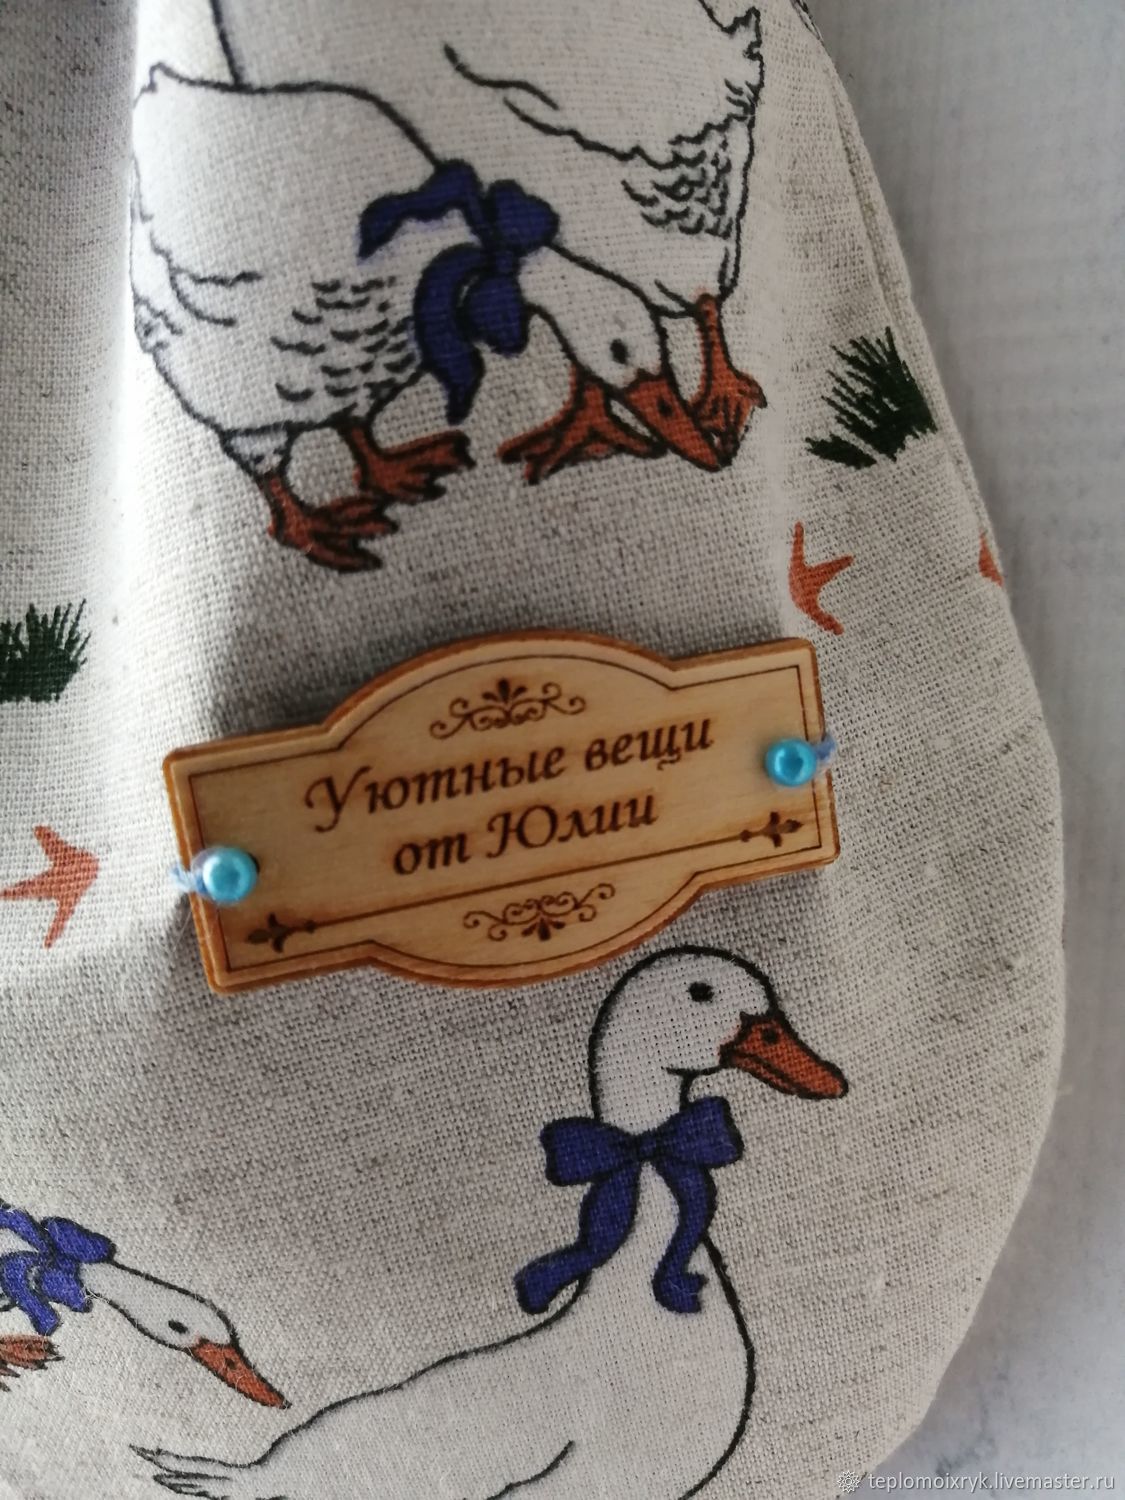 Уютные вещи
от Юлии
teplomoixryk.livemaster.ru